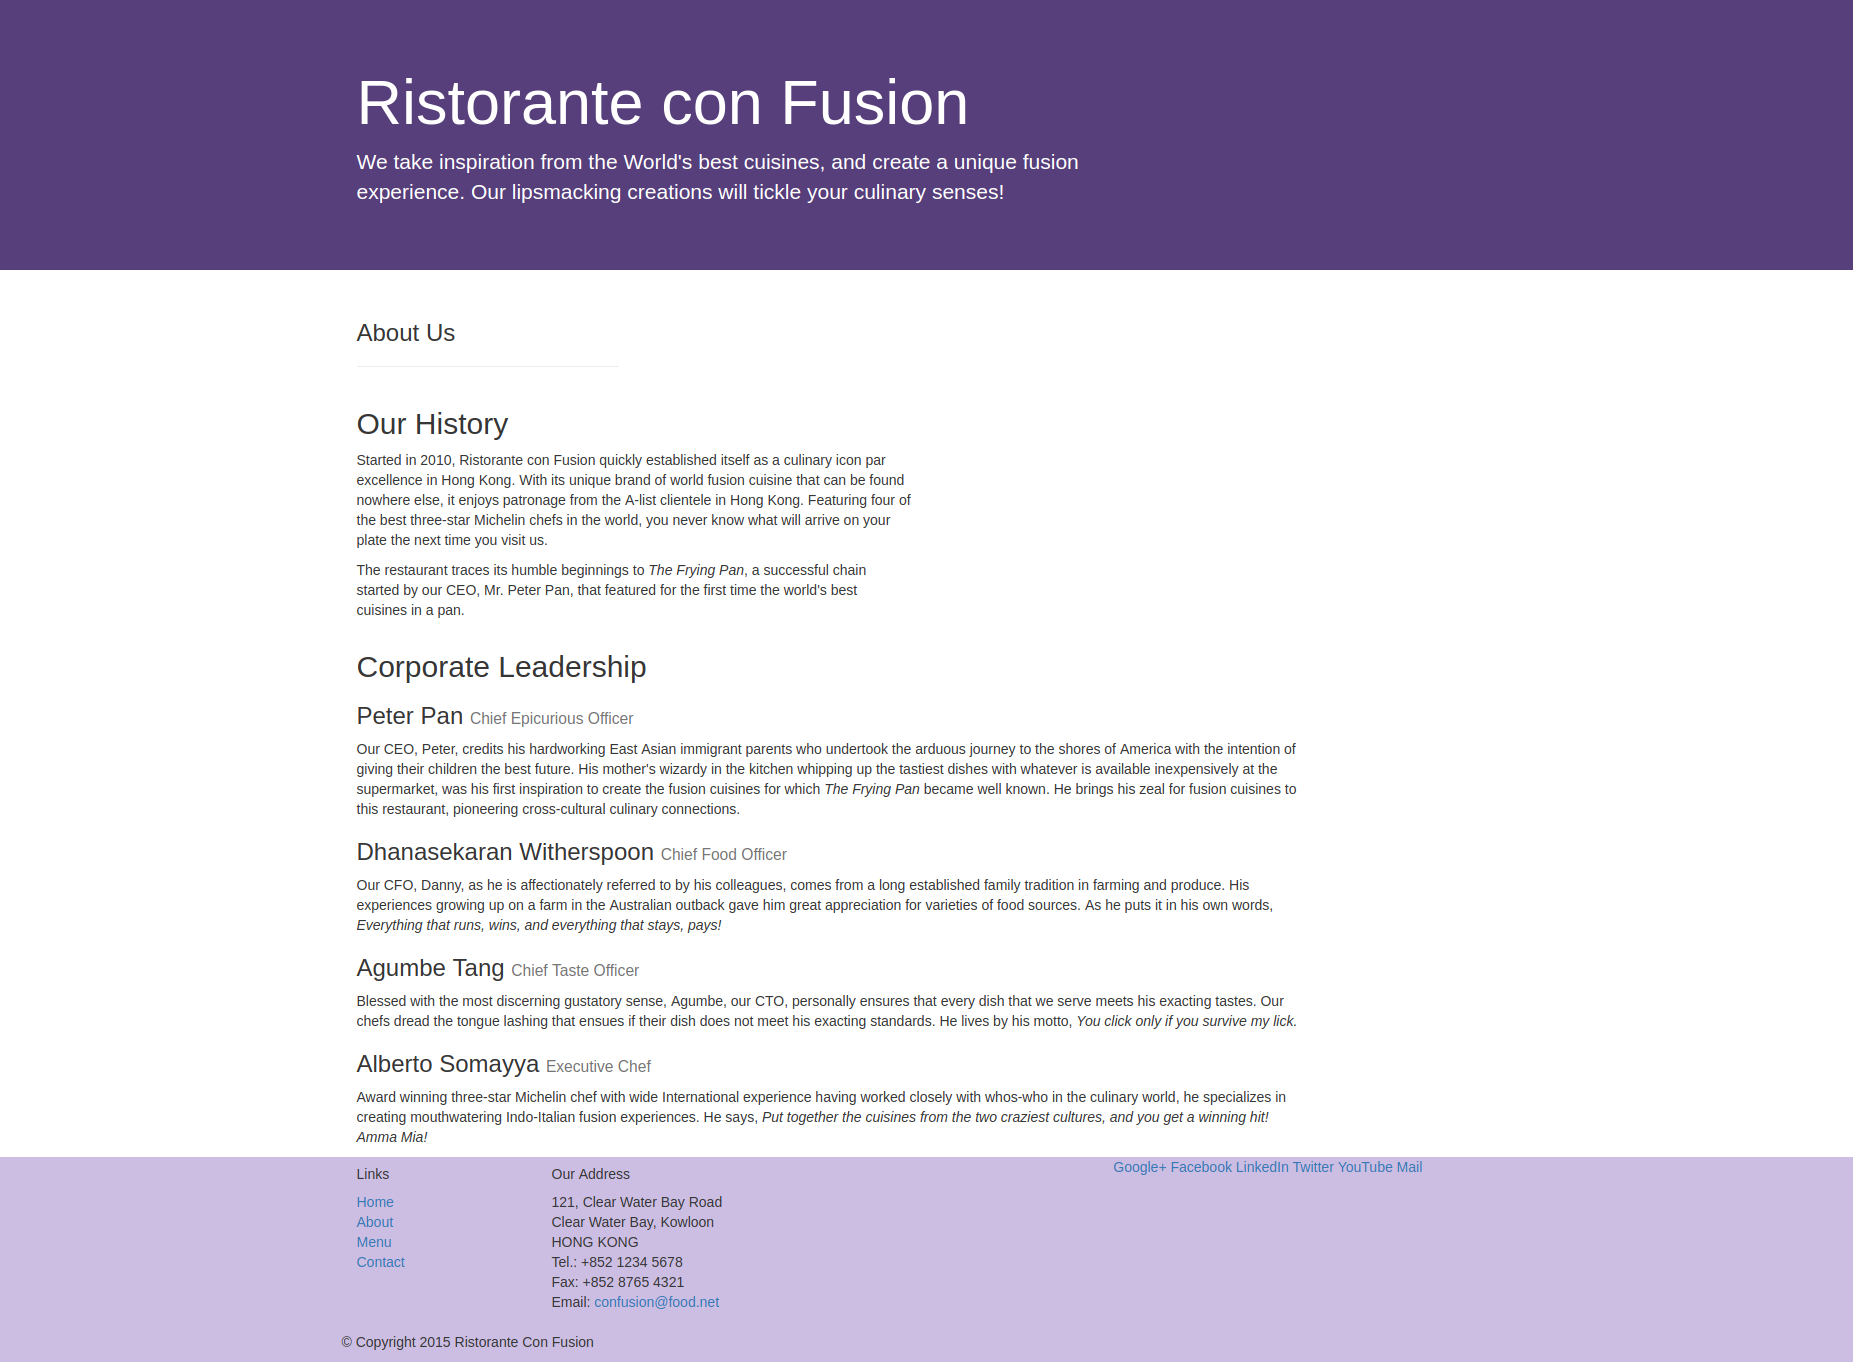 Ristorante con Fusion
We take inspiration from the World's best cuisines, and create a unique fusion
experience. Our lipsmacking creations will tickle your culinary senses!
About Us
Our History
Started in 2010, Ristorante con Fusion quickly established itself as a culinary icon par
excellence in Hong Kong. With its unique brand of world fusion cuisine that can be found
nowhere else, it enjoys patronage from the A-list clientele in Hong Kong. Featuring four of
the best three-star Michelin chefs in the world, you never know what will arrive on your
plate the next time you visit us.
The restaurant traces its humble beginnings to The Frying Pan, a successful chain
started by our CEO, Mr. Peter Pan, that featured for the first time the world's best
cuisines in a pan.
Corporate Leadership
Peter Pan Chief Epicurious Officer
Our CEO, Peter, credits his hardworking East Asian immigrant parents who undertook the arduous journey to the shores of America with the intention of
giving their children the best future. His mother's wizardy in the kitchen whipping up the tastiest dishes with whatever is available inexpensively at the
supermarket, was his first inspiration to create the fusion cuisines for which The Frying Pan became well known. He brings his zeal for fusion cuisines to
this restaurant, pioneering cross-cultural culinary connections.
Dhanasekaran Witherspoon Chief Food Officer
Our CFO, Danny, as he is affectionately referred to by his colleagues, comes from a long established family tradition in farming and produce. His
experiences growing up on a farm in the Australian outback gave him great appreciation for varieties of food sources. As he puts it in his own words,
Everything that runs, wins, and everything that stays, pays!
Agumbe Tang Chief Taste Officer
Blessed with the most discerning gustatory sense, Agumbe, our CTO, personally ensures that every dish that we serve meets his exacting tastes. Our
chefs dread the tongue lashing that ensues if their dish does not meet his exacting standards. He lives by his motto, You click only if you survive my lick.
Alberto Somayya Executive Chef
Award winning three-star Michelin chef with wide International experience having worked closely with whos-who in the culinary world, he specializes in
creating mouthwatering Indo-Italian fusion experiences. He says, Put together the cuisines from the two craziest cultures, and you get a winning hit!
Amma Mia!
Links
Home
About
Menu
Contact
Our Address
121, Clear Water Bay Road
Clear Water Bay, Kowloon
HONG KONG
Tel.: +852 1234 5678
Fax: +852 8765 4321
Email: confusion@food.net
Google+ Facebook LinkedIn Twitter YouTube Mail
© Copyright 2015 Ristorante Con Fusion